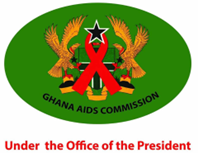 GHANA AIDS COMMISSION
Under the Office of the President